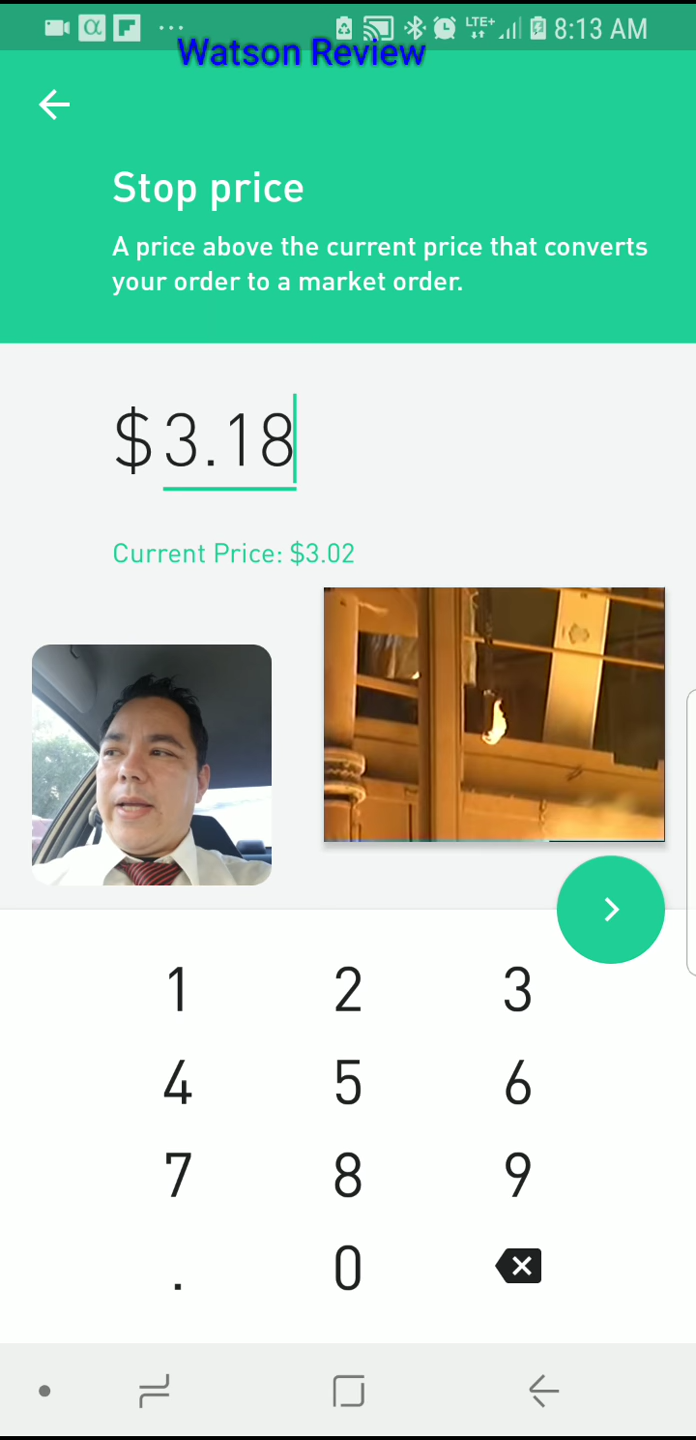 8:13 AM
LTE+
Watson Review
Stop price
A price above the current price that converts
your order to a market order.
$3.18
Current Price: $3.02
1 2 3
4 5 6
7 8 9
. 0